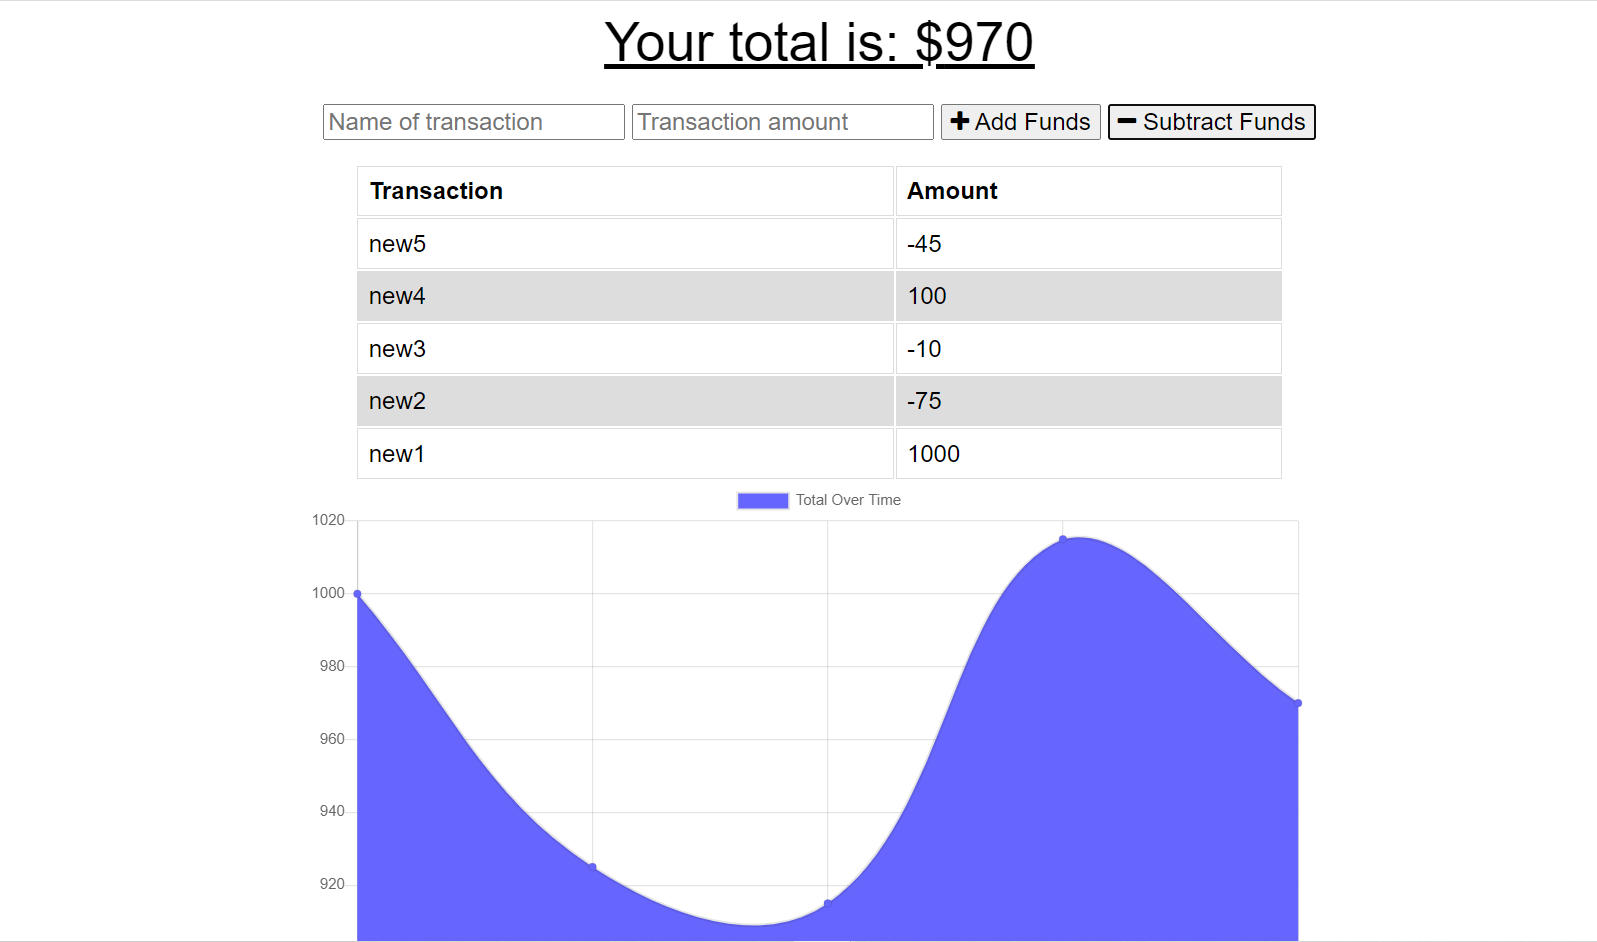 Your total is: $970
Name of transaction Transaction amount Add Funds Subtract Funds
Transaction Amount
new5 -45
new4 100
new3 -10
new2 -75
new1 1000
Total Over Time
1020
1000
980
960
940
920